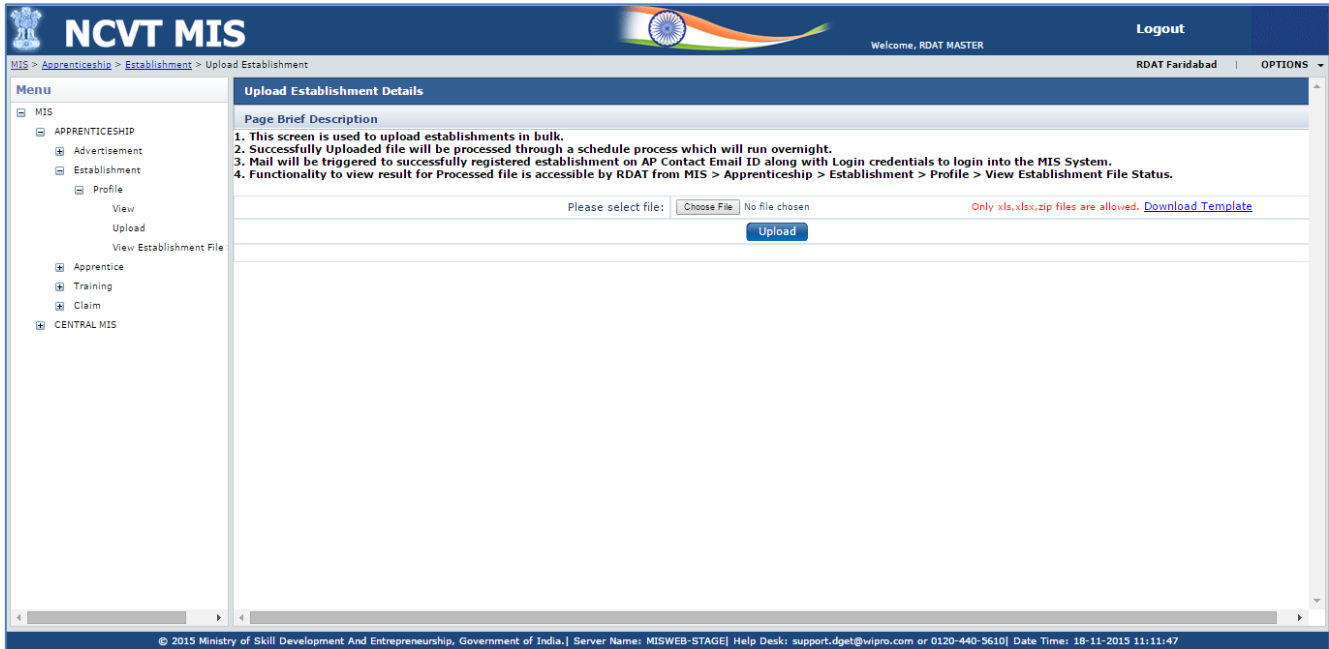 NCVT MIS
Logout
Welcome, RDAT MASTER
MIS > Apprenticeship > Establishment > Upload Establishment
RDAT Faridabad | OPTIONS
Menu
MIS
APPRENTICESHIP
Advertisement
Establishment
Profile
View
Upload
View Establishment File
Apprentice
Training
Claim
CENTRAL MIS
Upload Establishment Details
Page Brief Description
1. This screen is used to upload establishments in bulk.
2. Successfully Uploaded file will be processed through a schedule process which will run overnight.
3. Mail will be triggered to successfully registered establishment on AP Contact Email ID along with Login credentials to login into the MIS System.
4. Functionality to view result for Processed file is accessible by RDAT from MIS > Apprenticeship > Establishment > Profile > View Establishment File Status.
Please select file: Choose File No file chosen Only xls,xlsx,zip files are allowed. Download Template
Upload
© 2015 Ministry of Skill Development And Entrepreneurship, Government of India.| Server Name: MISWEB-STAGE| Help Desk: support.dget@wipro.com or 0120-440-5610| Date Time: 18-11-2015 11:11:47